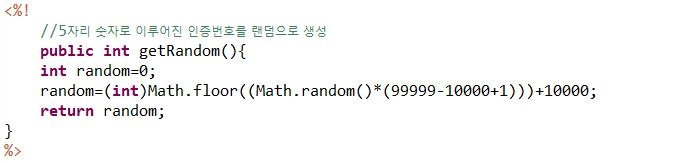 <%!
//5자리 숫자로 이루어진 인증번호를 랜덤으로 생성
public int getRandom(){
int random=0;
random=(int)Math.floor((Math.random()*(99999-10000+1)))+10000;
return random;
}
%>